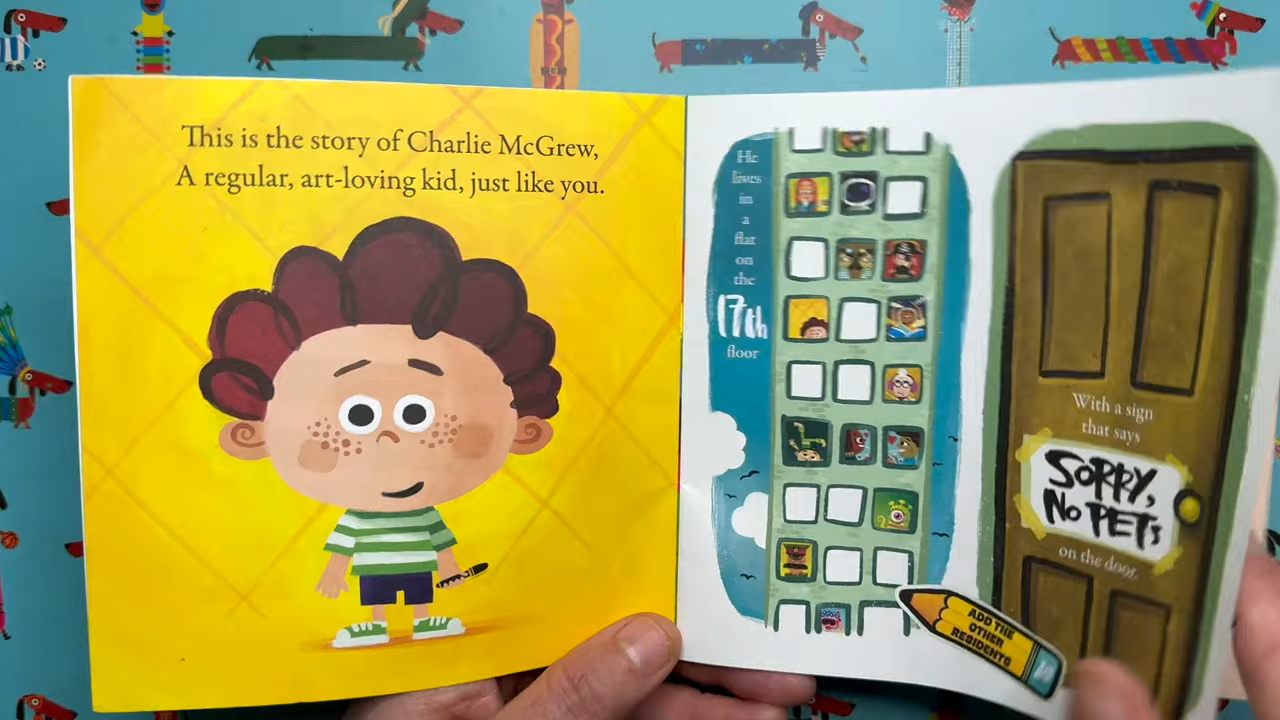 This is the story of Charlie McGrew,
A regular, art-loving kid, just like you.
He
lives
in
a
flat
on
the
17th
floor
With a sign
that says
SORRY,
No PETs
on the door.
ADD THE
OTHER
RESIDENTS